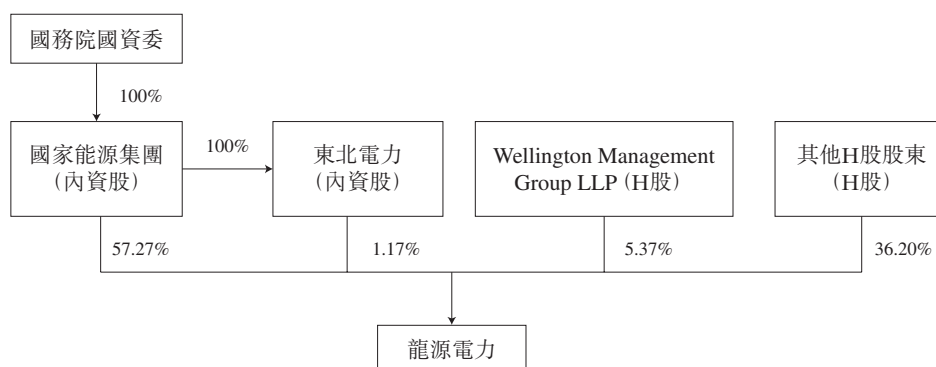 國務院國資委
100%
國家能源集團
(內資股)
100%
東北電力
(內資股)
Wellington Management
Group LLP (H股)
其他H股股東
(H股)
57.27%
1.17%
5.37%
36.20%
龍源電力